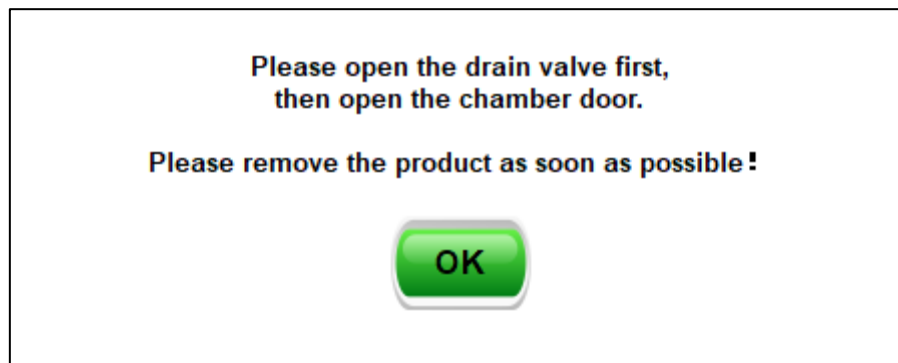 Please open the drain valve first,
then open the chamber door.
Please remove the product as soon as possible!
OK